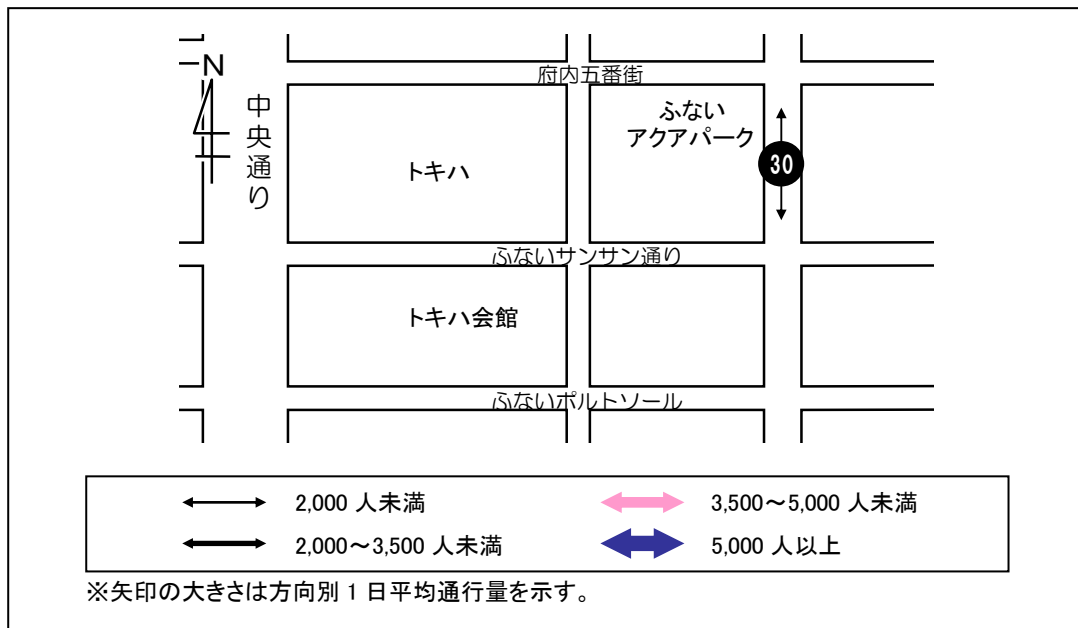 N
府内五番街
中央通り
ふない
アクアパーク
トキハ
30
ふないサンサン通り
トキハ会館
ふないポルトソール
2,000 人未満
3,500～5,000 人未満
2,000～3,500 人未満
5,000 人以上
※矢印の大きさは方向別 1 日平均通行量を示す。